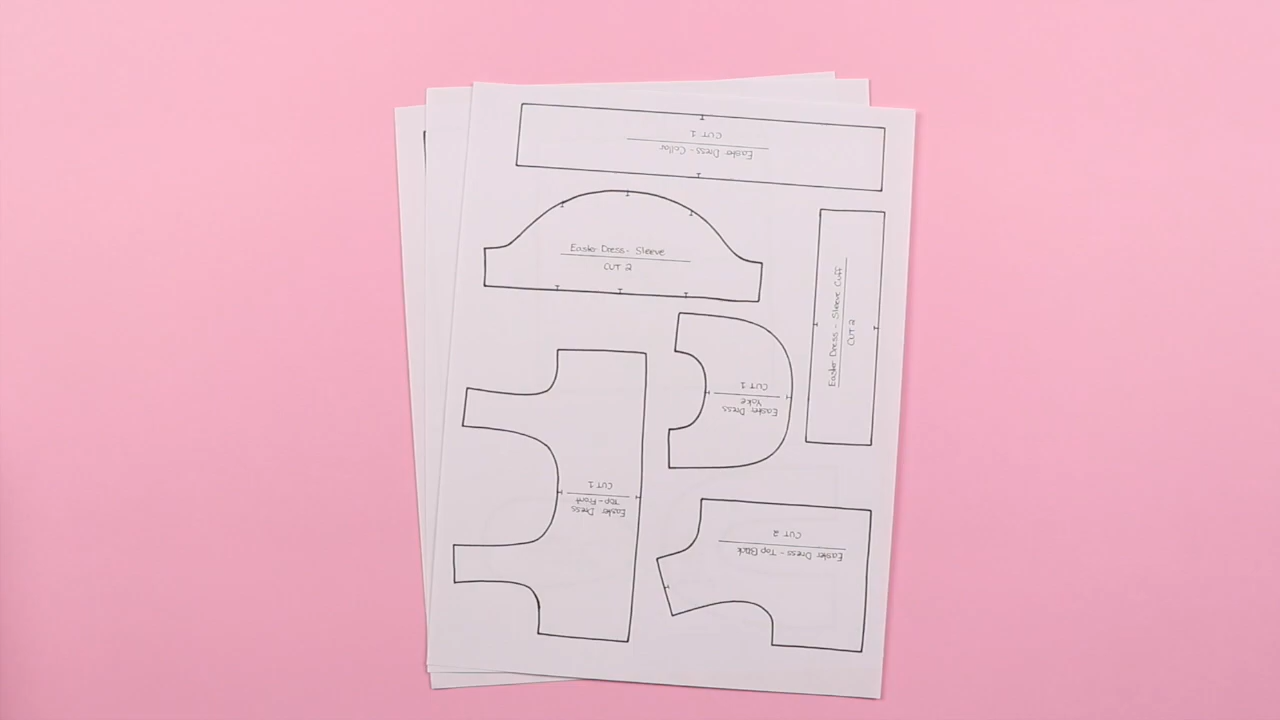 Easter Dress - Collar
CUT 1
Easter Dress - Sleeve
CUT 2
Easter Dress - Sleeve Cuff
CUT 2
Easter Dress
Yoke
CUT 1
Easter Dress
Top - Front
CUT 1
Easter Dress - Top Back
CUT 2